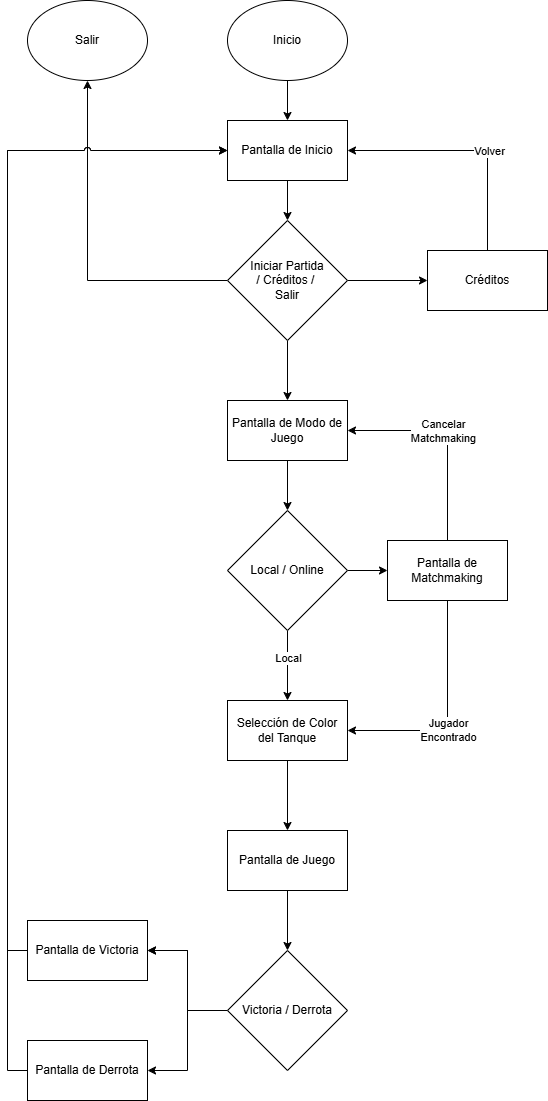 Salir
Inicio
Pantalla de Inicio
Volver
Iniciar Partida
/ Créditos /
Salir
Créditos
Pantalla de Modo de
Juego
Cancelar
Matchmaking
Local / Online
Pantalla de
Matchmaking
Local
Selección de Color
del Tanque
Jugador
Encontrado
Pantalla de Juego
Pantalla de Victoria
Victoria / Derrota
Pantalla de Derrota